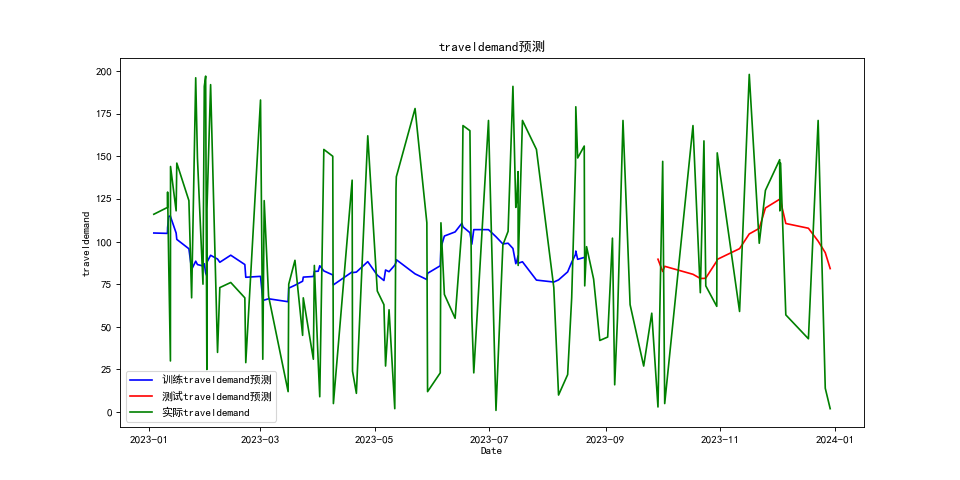 traveldemand预测
200
175
150
125
100
75
50
25
0
traveldemand
训练traveldemand预测
测试traveldemand预测
实际traveldemand
2023-01
2023-03
2023-05
2023-07
2023-09
2023-11
2024-01
Date